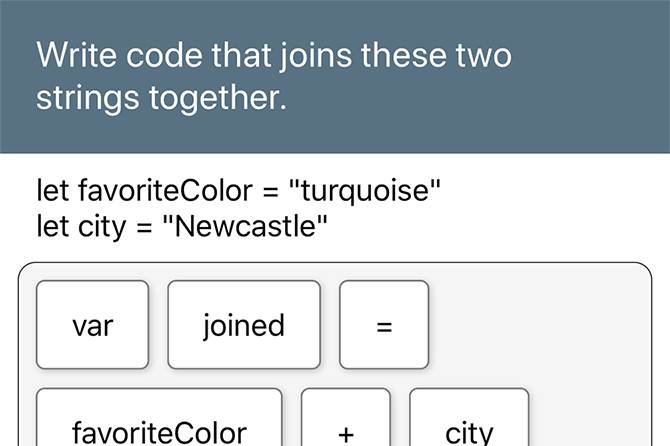 Write code that joins these two
strings together.
let favoriteColor = "turquoise"
let city = "Newcastle"
var joined =
favoriteColor + city